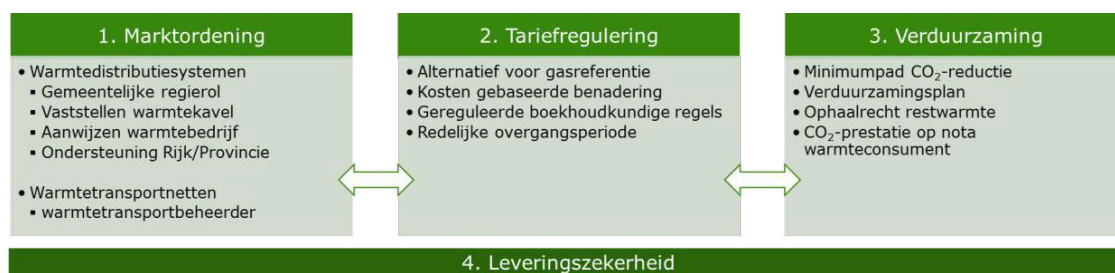 1. Marktordening
• Warmtedistributiesystemen
▪ Gemeentelijke regierol
▪ Vaststellen warmtekavel
▪ Aanwijzen warmtebedrijf
▪ Ondersteuning Rijk/Provincie
• Warmtetransportnetten
▪ warmtetransportbeheerder
2. Tariefregulering
• Alternatief voor gasreferentie
• Kosten gebaseerde benadering
• Gereguleerde boekhoudkundige regels
• Redelijke overgangsperiode
3. Verduurzaming
• Minimumpad CO₂-reductie
• Verduurzamingsplan
• Ophaalrecht restwarmte
• CO₂-prestatie op nota
warmteconsument
4. Leveringszekerheid